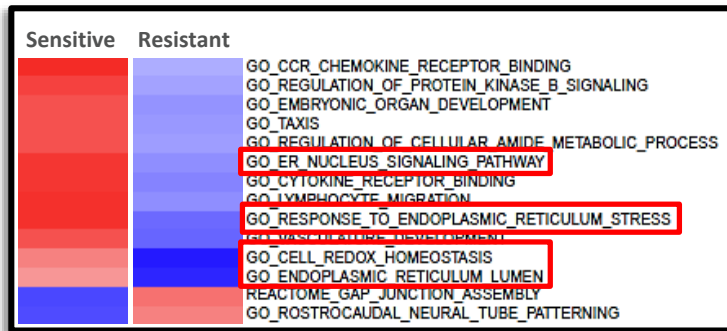 Sensitive Resistant
GO_CCR_CHEMOKINE_RECEPTOR_BINDING
GO_REGULATION_OF_PROTEIN_KINASE_B_SIGNALING
GO_EMBRYONIC_ORGAN_DEVELOPMENT
GO_TAXIS
GO_REGULATION_OF_CELLULAR_AMIDE_METABOLIC_PROCESS
GO_ER_NUCLEUS_SIGNALING_PATHWAY
GO_CYTOKINE_RECEPTOR_BINDING
GO_LYMPHOCYTE_MIGRATION
GO_RESPONSE_TO_ENDOPLASMIC_RETICULUM_STRESS
GO_VASCULATURE_DEVELOPMENT
GO_CELL_REDOX_HOMEOSTASIS
GO_ENDOPLASMIC_RETICULUM_LUMEN
REACTOME_GAP_JUNCTION_ASSEMBLY
GO_ROSTROCAUDAL_NEURAL_TUBE_PATTERNING